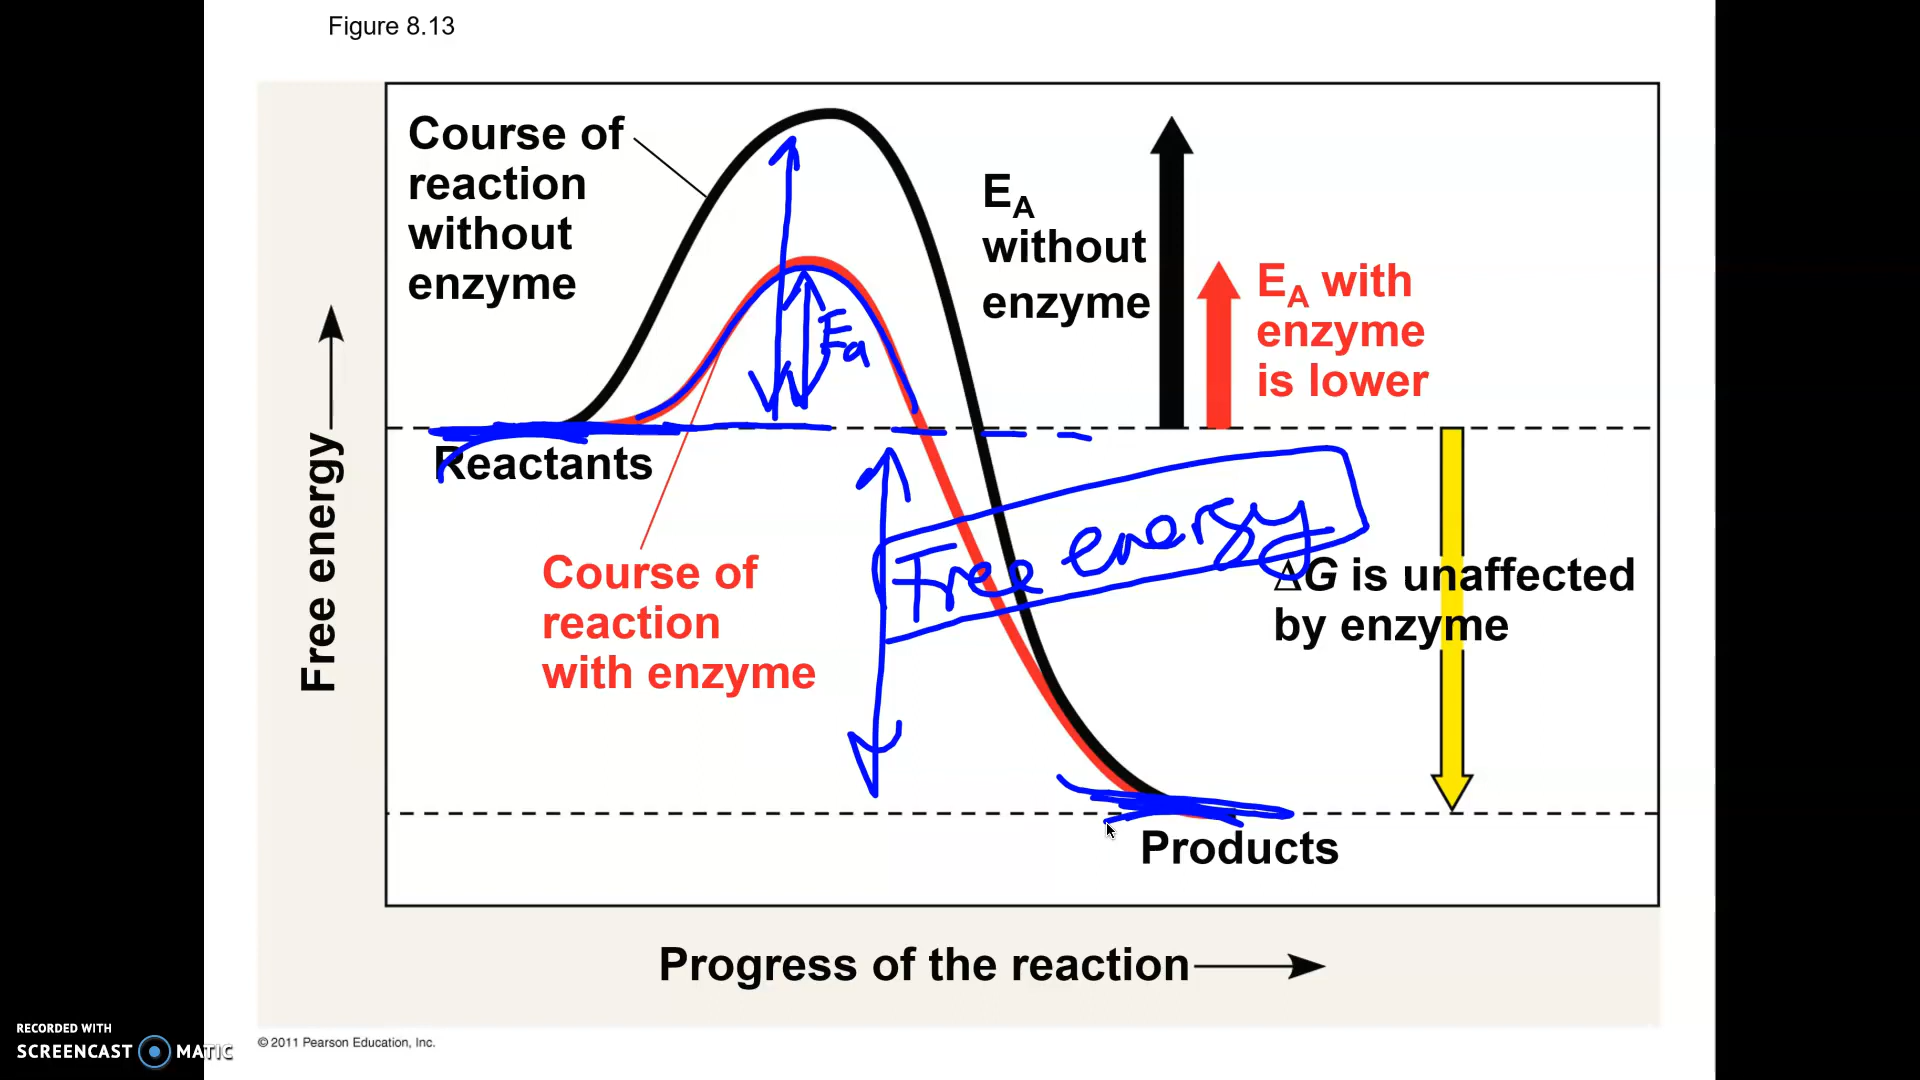 Figure 8.13
Course of
reaction
without
enzyme
E_A
without
enzyme
E_A with
enzyme
is lower
Ea
Reactants
Free energy
Free energy
Course of
reaction
with enzyme
ΔG is unaffected
by enzyme
Products
Progress of the reaction
RECORDED WITH
SCREENCAST MATIC
© 2011 Pearson Education, Inc.